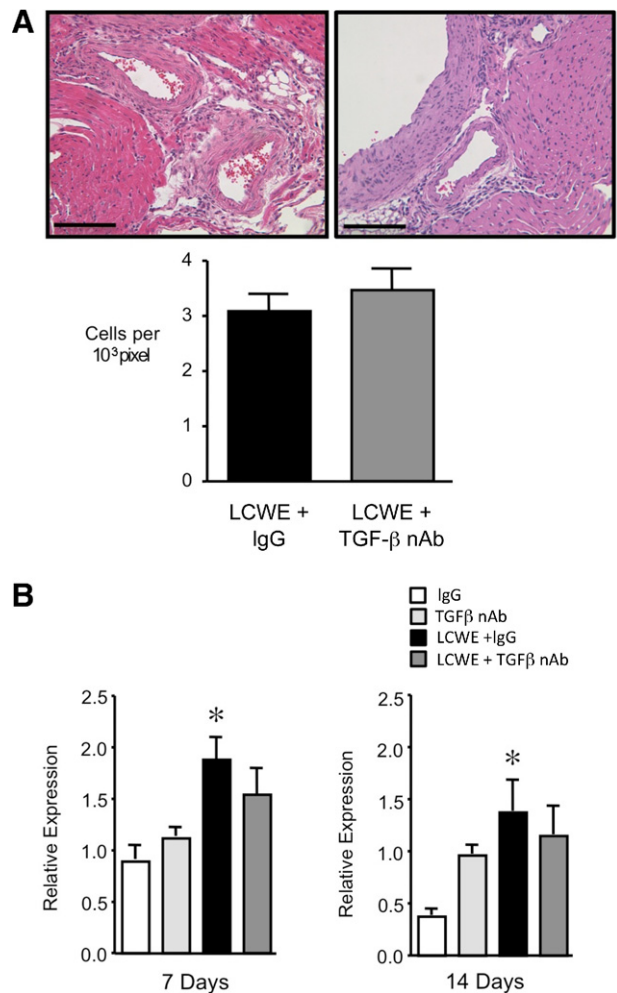 A
4
3
2
1
0
Cells per
10³pixel
LCWE +
IgG
LCWE +
TGF-β nAb
B
IgG
TGFβ nAb
LCWE +IgG
LCWE + TGFβ nAb
2.5
2.0
1.5
1.0
0.5
0.0
Relative Expression
*
7 Days
2.5
2.0
1.5
1.0
0.5
0.0
Relative Expression
*
14 Days